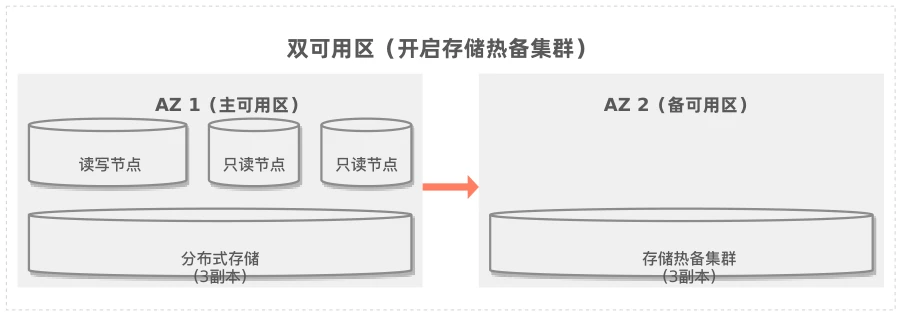 双可用区（开启存储热备集群）
AZ 1（主可用区）
AZ 2（备可用区）
读写节点
只读节点
只读节点
分布式存储
(3副本)
存储热备集群
(3副本)